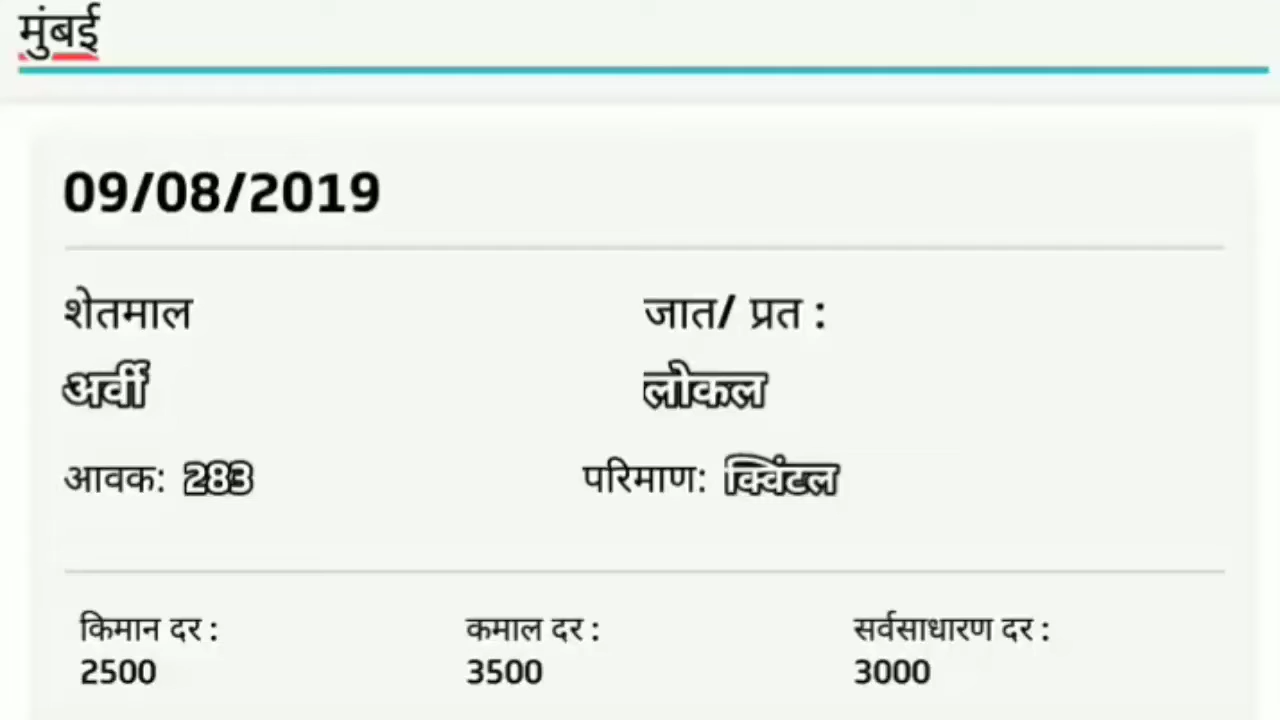 मुंबई
09/08/2019
शेतमाल जात/ प्रत :
अर्वी लोकल
आवक: 283 परिमाण: क्विंटल
किमान दर : कमाल दर : सर्वसाधारण दर :
2500 3500 3000